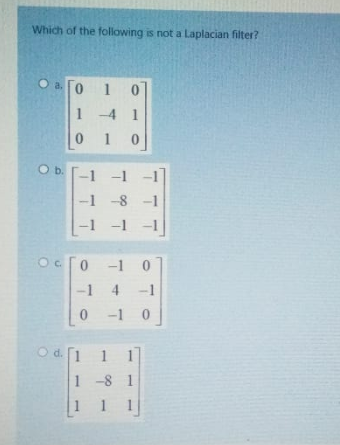 Which of the following is not a Laplacian filter?
a. [0 1 0]
1 -4 1
0 1 0
b. [-1 -1 -1]
-1 -8 -1
-1 -1 -1
c. [0 -1 0]
-1 4 -1
0 -1 0
d. [1 1 1]
1 -8 1
1 1 1